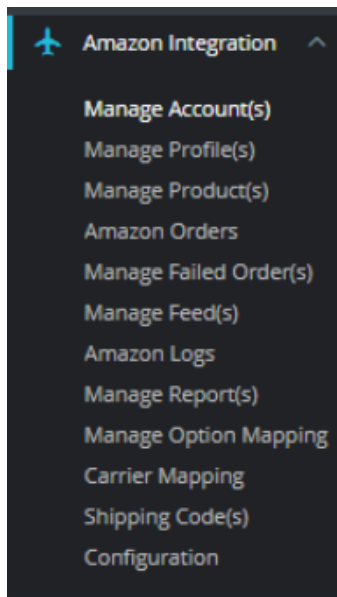 Amazon Integration
Manage Account(s)
Manage Profile(s)
Manage Product(s)
Amazon Orders
Manage Failed Order(s)
Manage Feed(s)
Amazon Logs
Manage Report(s)
Manage Option Mapping
Carrier Mapping
Shipping Code(s)
Configuration